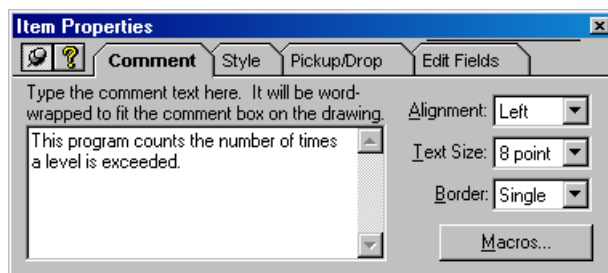 Item Properties
Comment Style Pickup/Drop Edit Fields
Type the comment text here. It will be word-
wrapped to fit the comment box on the drawing.
This program counts the number of times
a level is exceeded.
Alignment: Left
Text Size: 8 point
Border: Single
Macros...